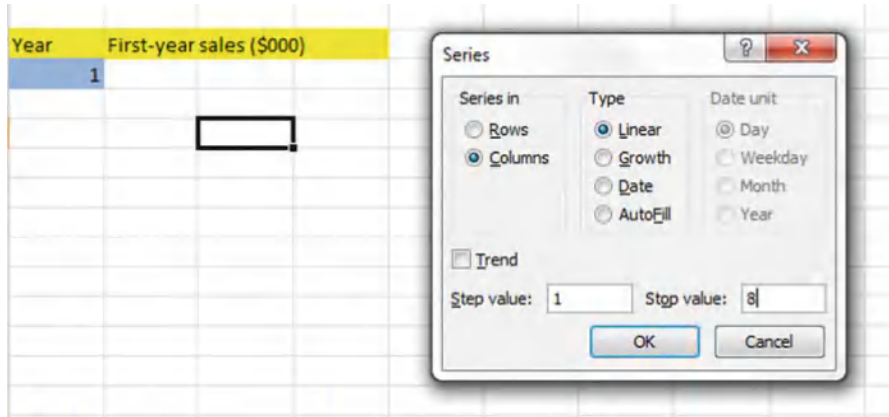 Year First-year sales ($000)
1
Series
Series in Type Date unit
Rows Linear Day
Columns Growth Weekday
Date Month
AutoFill Year
Trend
Step value: 1 Stop value: 8
OK Cancel